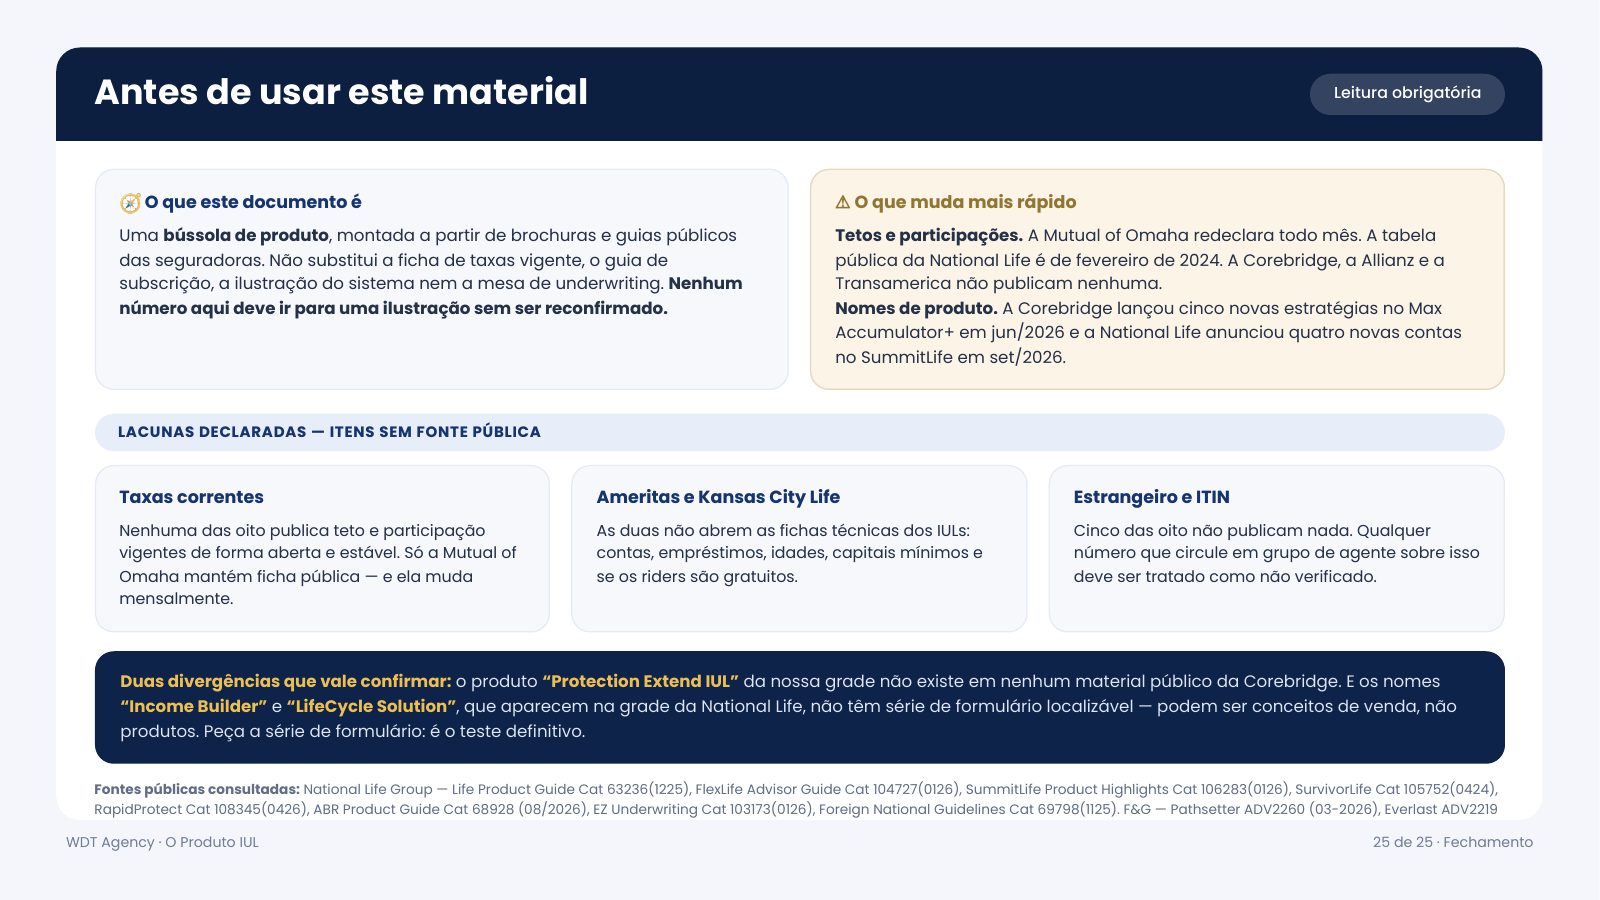 Antes de usar este material
Leitura obrigatória
🧭 O que este documento é
Uma bússola de produto, montada a partir de brochuras e guias públicos
das seguradoras. Não substitui a ficha de taxas vigente, o guia de
subscrição, a ilustração do sistema nem a mesa de underwriting. Nenhum
número aqui deve ir para uma ilustração sem ser reconfirmado.
⚠ O que muda mais rápido
Tetos e participações. A Mutual of Omaha redeclara todo mês. A tabela
pública da National Life é de fevereiro de 2024. A Corebridge, a Allianz e a
Transamerica não publicam nenhuma.
Nomes de produto. A Corebridge lançou cinco novas estratégias no Max
Accumulator+ em jun/2026 e a National Life anunciou quatro novas contas
no SummitLife em set/2026.
LACUNAS DECLARADAS — ITENS SEM FONTE PÚBLICA
Taxas correntes
Nenhuma das oito publica teto e participação
vigentes de forma aberta e estável. Só a Mutual of
Omaha mantém ficha pública — e ela muda
mensalmente.
Ameritas e Kansas City Life
As duas não abrem as fichas técnicas dos IULs:
contas, empréstimos, idades, capitais mínimos e
se os riders são gratuitos.
Estrangeiro e ITIN
Cinco das oito não publicam nada. Qualquer
número que circule em grupo de agente sobre isso
deve ser tratado como não verificado.
Duas divergências que vale confirmar: o produto “Protection Extend IUL” da nossa grade não existe em nenhum material público da Corebridge. E os nomes
“Income Builder” e “LifeCycle Solution”, que aparecem na grade da National Life, não têm série de formulário localizável — podem ser conceitos de venda, não
produtos. Peça a série de formulário: é o teste definitivo.
Fontes públicas consultadas: National Life Group — Life Product Guide Cat 63236(1225), FlexLife Advisor Guide Cat 104727(0126), SummitLife Product Highlights Cat 106283(0126), SurvivorLife Cat 105752(0424),
RapidProtect Cat 108345(0426), ABR Product Guide Cat 68928 (08/2026), EZ Underwriting Cat 103173(0126), Foreign National Guidelines Cat 69798(1125). F&G — Pathsetter ADV2260 (03-2026), Everlast ADV2219
WDT Agency · O Produto IUL
25 de 25 · Fechamento